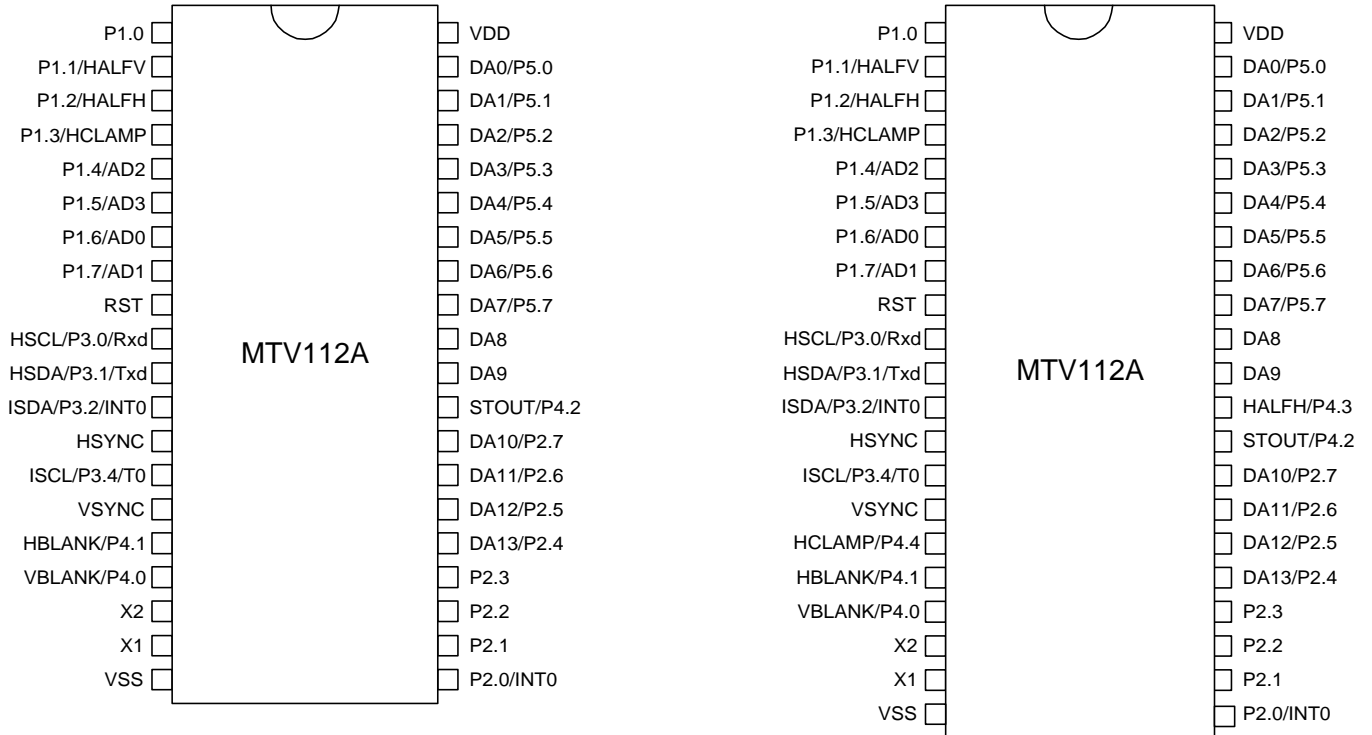 P1.0
P1.1/HALFV
P1.2/HALFH
P1.3/HCLAMP
P1.4/AD2
P1.5/AD3
P1.6/AD0
P1.7/AD1
RST
HSCL/P3.0/Rxd
HSDA/P3.1/Txd
ISDA/P3.2/INT0
HSYNC
ISCL/P3.4/T0
VSYNC
HBLANK/P4.1
VBLANK/P4.0
X2
X1
VSS
MTV112A
VDD
DA0/P5.0
DA1/P5.1
DA2/P5.2
DA3/P5.3
DA4/P5.4
DA5/P5.5
DA6/P5.6
DA7/P5.7
DA8
DA9
STOUT/P4.2
DA10/P2.7
DA11/P2.6
DA12/P2.5
DA13/P2.4
P2.3
P2.2
P2.1
P2.0/INT0
P1.0
P1.1/HALFV
P1.2/HALFH
P1.3/HCLAMP
P1.4/AD2
P1.5/AD3
P1.6/AD0
P1.7/AD1
RST
HSCL/P3.0/Rxd
HSDA/P3.1/Txd
ISDA/P3.2/INT0
HSYNC
ISCL/P3.4/T0
VSYNC
HCLAMP/P4.4
HBLANK/P4.1
VBLANK/P4.0
X2
X1
VSS
MTV112A
VDD
DA0/P5.0
DA1/P5.1
DA2/P5.2
DA3/P5.3
DA4/P5.4
DA5/P5.5
DA6/P5.6
DA7/P5.7
DA8
DA9
HALFH/P4.3
STOUT/P4.2
DA10/P2.7
DA11/P2.6
DA12/P2.5
DA13/P2.4
P2.3
P2.2
P2.1
P2.0/INT0